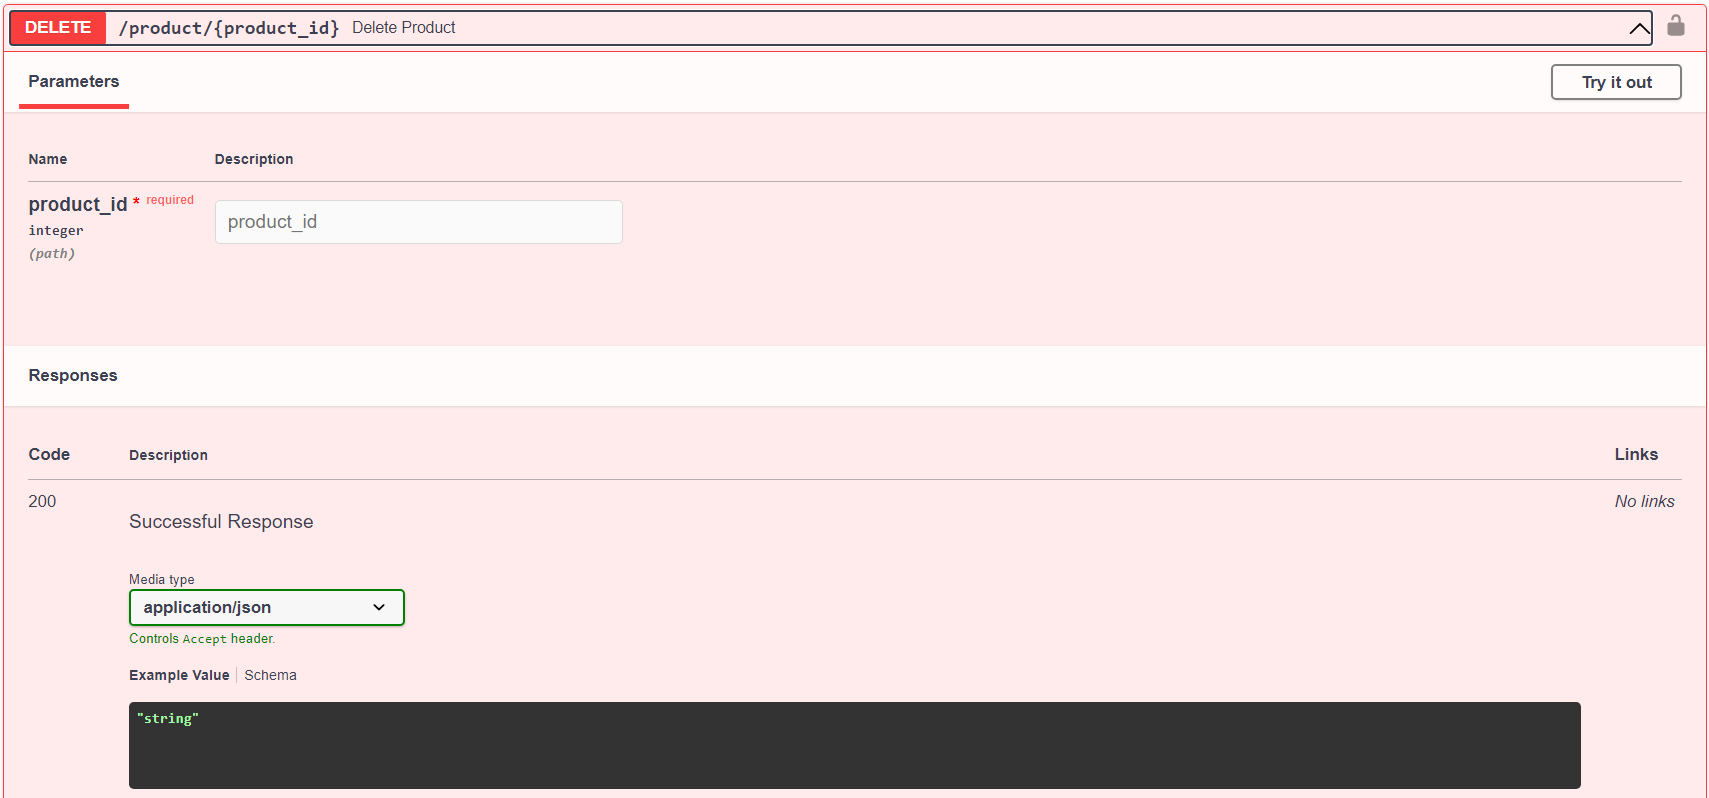 DELETE /product/{product_id} Delete Product
Parameters
Try it out
Name Description
product_id * required
integer
(path)
product_id
Responses
Code Description Links
200
Successful Response
No links
Media type
application/json
Controls Accept header.
Example Value Schema
"string"